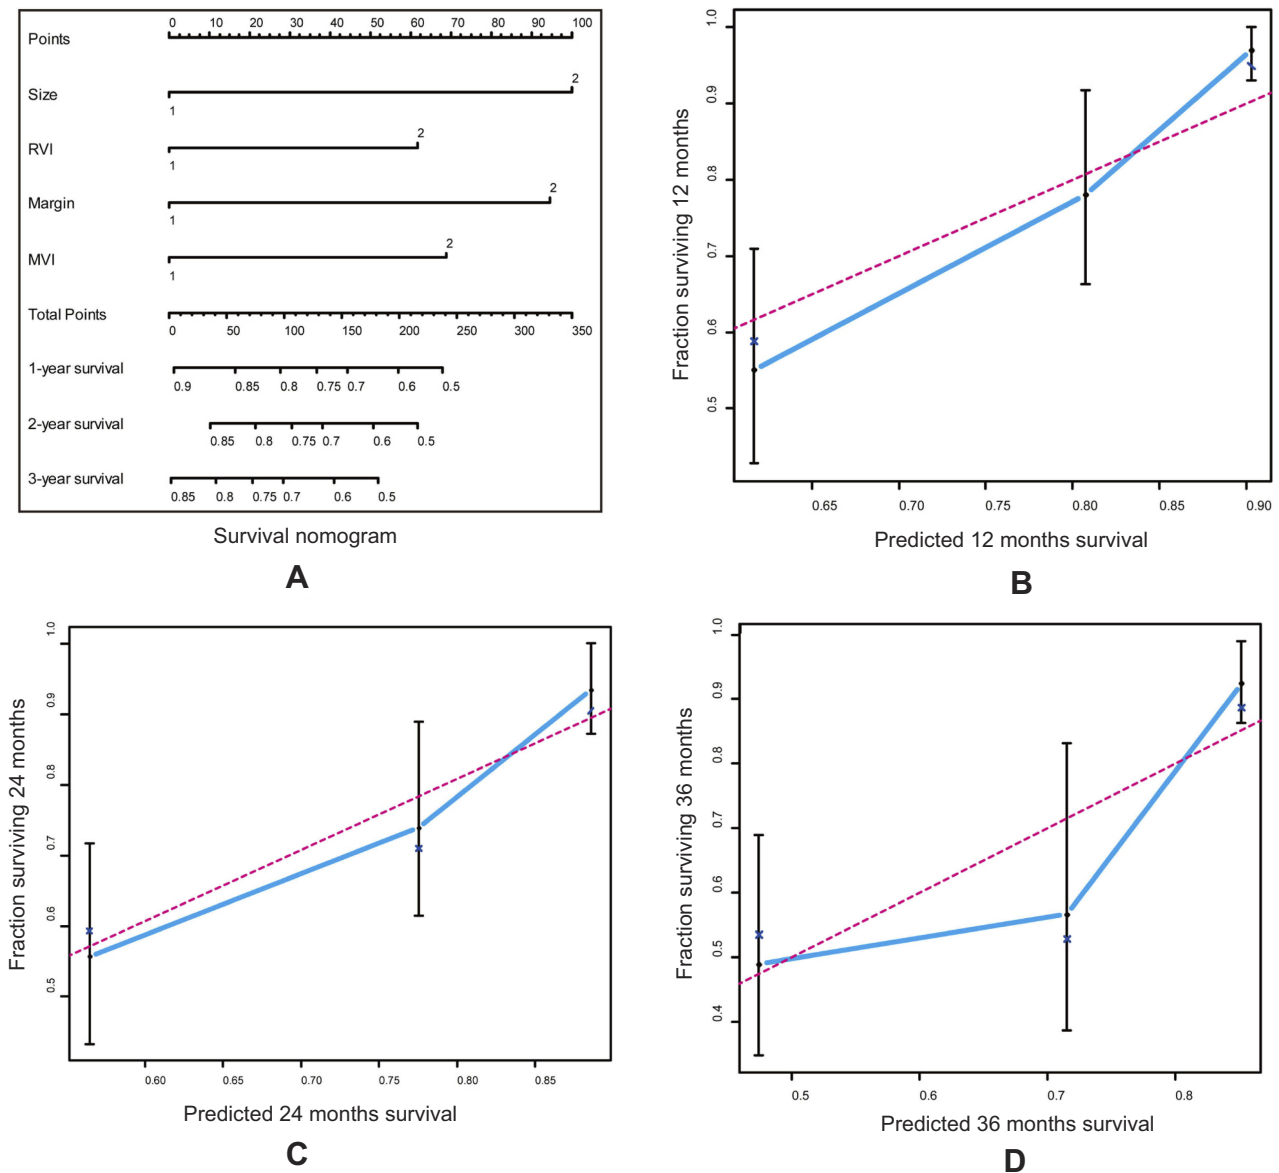 Points
0 10 20 30 40 50 60 70 80 90 100
Size
1 2
RVI
1 2
Margin
1 2
MVI
1 2
Total Points
0 50 100 150 200 250 300 350
1-year survival
0.9 0.85 0.8 0.75 0.7 0.6 0.5
2-year survival
0.85 0.8 0.75 0.7 0.6 0.5
3-year survival
0.85 0.8 0.75 0.7 0.6 0.5
Survival nomogram
A
Fraction surviving 12 months
1.0
0.9
0.8
0.7
0.6
0.5
0.65 0.70 0.75 0.80 0.85 0.90
Predicted 12 months survival
B
Fraction surviving 24 months
1.0
0.9
0.8
0.7
0.6
0.5
0.60 0.65 0.70 0.75 0.80 0.85
Predicted 24 months survival
C
Fraction surviving 36 months
1.0
0.9
0.8
0.7
0.6
0.5
0.4
0.5 0.6 0.7 0.8
Predicted 36 months survival
D